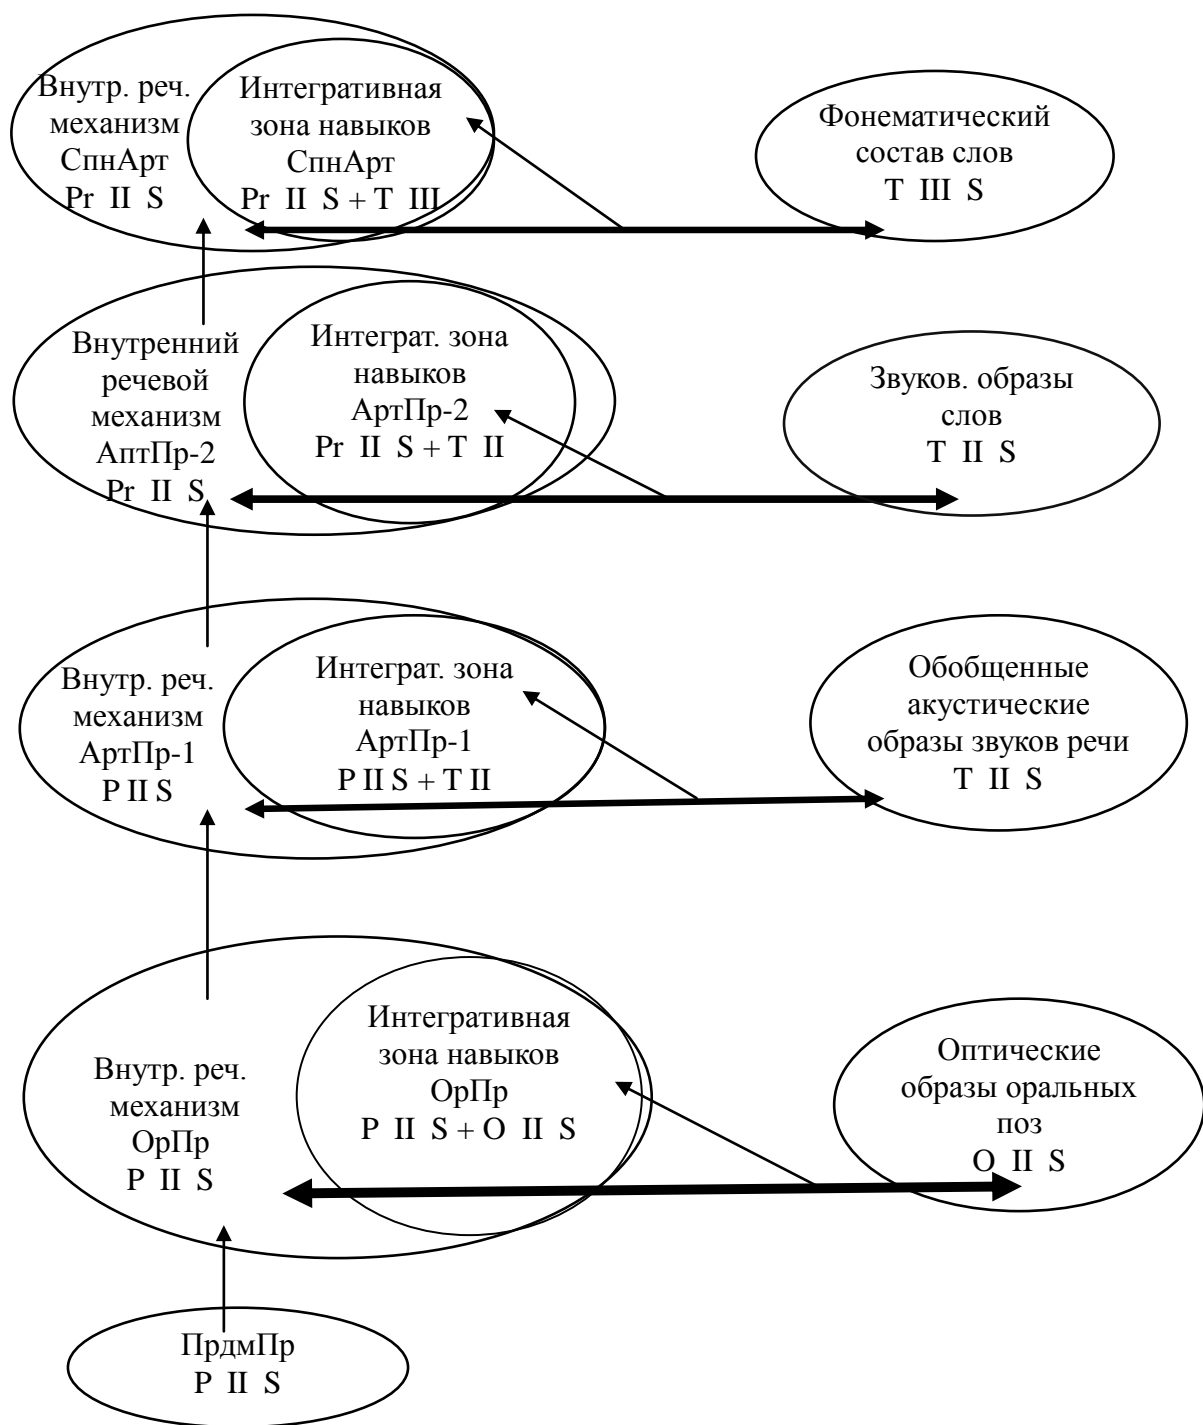 Внутр. реч.
механизм
СпнАрт
Pr II S
Интегративная
зона навыков
СпнАрт
Pr II S + T III
Фонематический
состав слов
T III S
Внутренний
речевой
механизм
АптПр-2
Pr II S
Интеграт. зона
навыков
АртПр-2
Pr II S + T II
Звуков. образы
слов
T II S
Внутр. реч.
механизм
АртПр-1
P II S
Интеграт. зона
навыков
АртПр-1
P II S + T II
Обобщенные
акустические
образы звуков речи
T II S
Внутр. реч.
механизм
ОрПр
P II S
Интегративная
зона навыков
ОрПр
P II S + O II S
Оптические
образы оральных
поз
O II S
ПрдмПр
P II S